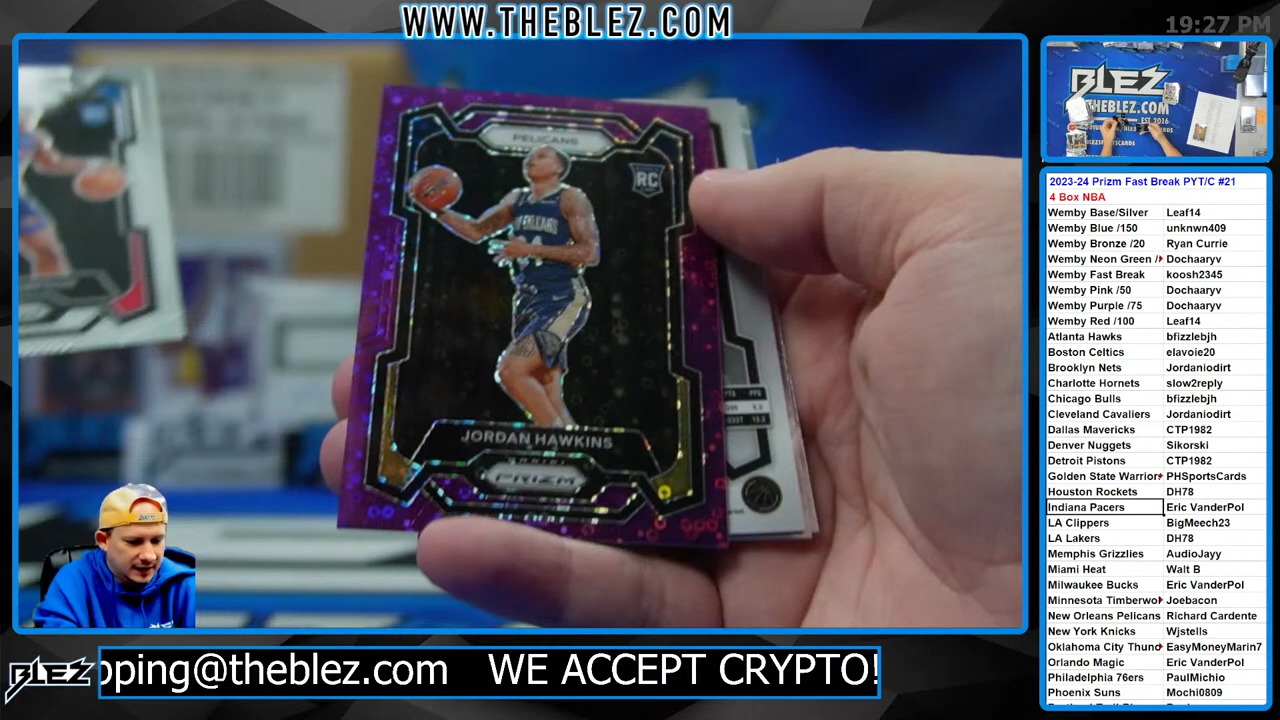 WWW.THEBLEZ.COM
19:27 PM
PELICANS
RC
JORDAN HAWKINS
PANINI
PRIZM
BLEZ
THEBLEZ.COM
EST 2016
2023-24 Prizm Fast Break PYT/C #21
4 Box NBA
Wemby Base/Silver Leaf14
Wemby Blue /150 unknwn409
Wemby Bronze /20 Ryan Currie
Wemby Neon Green / Dochaaryv
Wemby Fast Break koosh2345
Wemby Pink /50 Dochaaryv
Wemby Purple /75 Dochaaryv
Wemby Red /100 Leaf14
Atlanta Hawks bfizzlebjh
Boston Celtics elavoie20
Brooklyn Nets Jordaniodirt
Charlotte Hornets slow2reply
Chicago Bulls bfizzlebjh
Cleveland Cavaliers Jordaniodirt
Dallas Mavericks CTP1982
Denver Nuggets Sikorski
Detroit Pistons CTP1982
Golden State Warrior PHSportsCards
Houston Rockets DH78
Indiana Pacers Eric VanderPol
LA Clippers BigMeech23
LA Lakers DH78
Memphis Grizzlies AudioJayy
Miami Heat Walt B
Milwaukee Bucks Eric VanderPol
Minnesota Timberwo Joebacon
New Orleans Pelicans Richard Cardente
New York Knicks Wjstells
Oklahoma City Thund EasyMoneyMarin7
Orlando Magic Eric VanderPol
Philadelphia 76ers PaulMichio
Phoenix Suns Mochi0809
BLEZ
pping@theblez.com WE ACCEPT CRYPTO!